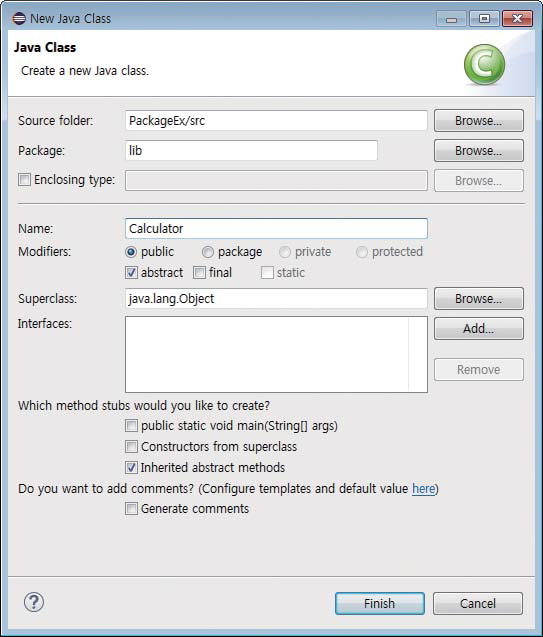 New Java Class
Java Class
Create a new Java class.
C
Source folder: PackageEx/src Browse...
Package: lib Browse...
Enclosing type: Browse...
Name: Calculator
Modifiers: public package private protected
abstract final static
Superclass: java.lang.Object Browse...
Interfaces: Add...
Remove
Which method stubs would you like to create?
public static void main(String[] args)
Constructors from superclass
Inherited abstract methods
Do you want to add comments? (Configure templates and default value here)
Generate comments
? Finish Cancel